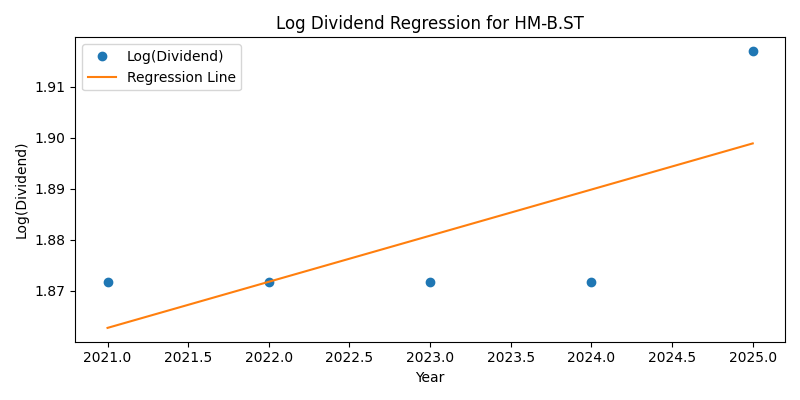 Log Dividend Regression for HM-B.ST
Log(Dividend)
Regression Line
1.91
1.90
1.89
1.88
1.87
Log(Dividend)
2021.0 2021.5 2022.0 2022.5 2023.0 2023.5 2024.0 2024.5 2025.0
Year